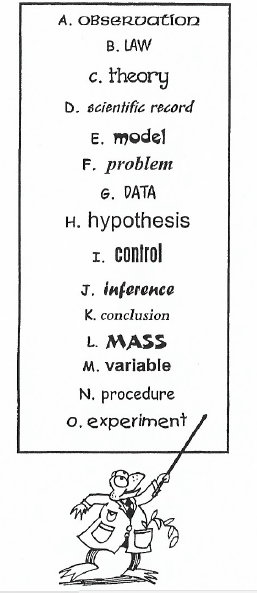 A. OBSERVATION
B. LAW
C. theory
D. scientific record
E. model
F. problem
G. DATA
H. hypothesis
I. control
J. inference
K. conclusion
L. MASS
M. variable
N. procedure
O. experiment